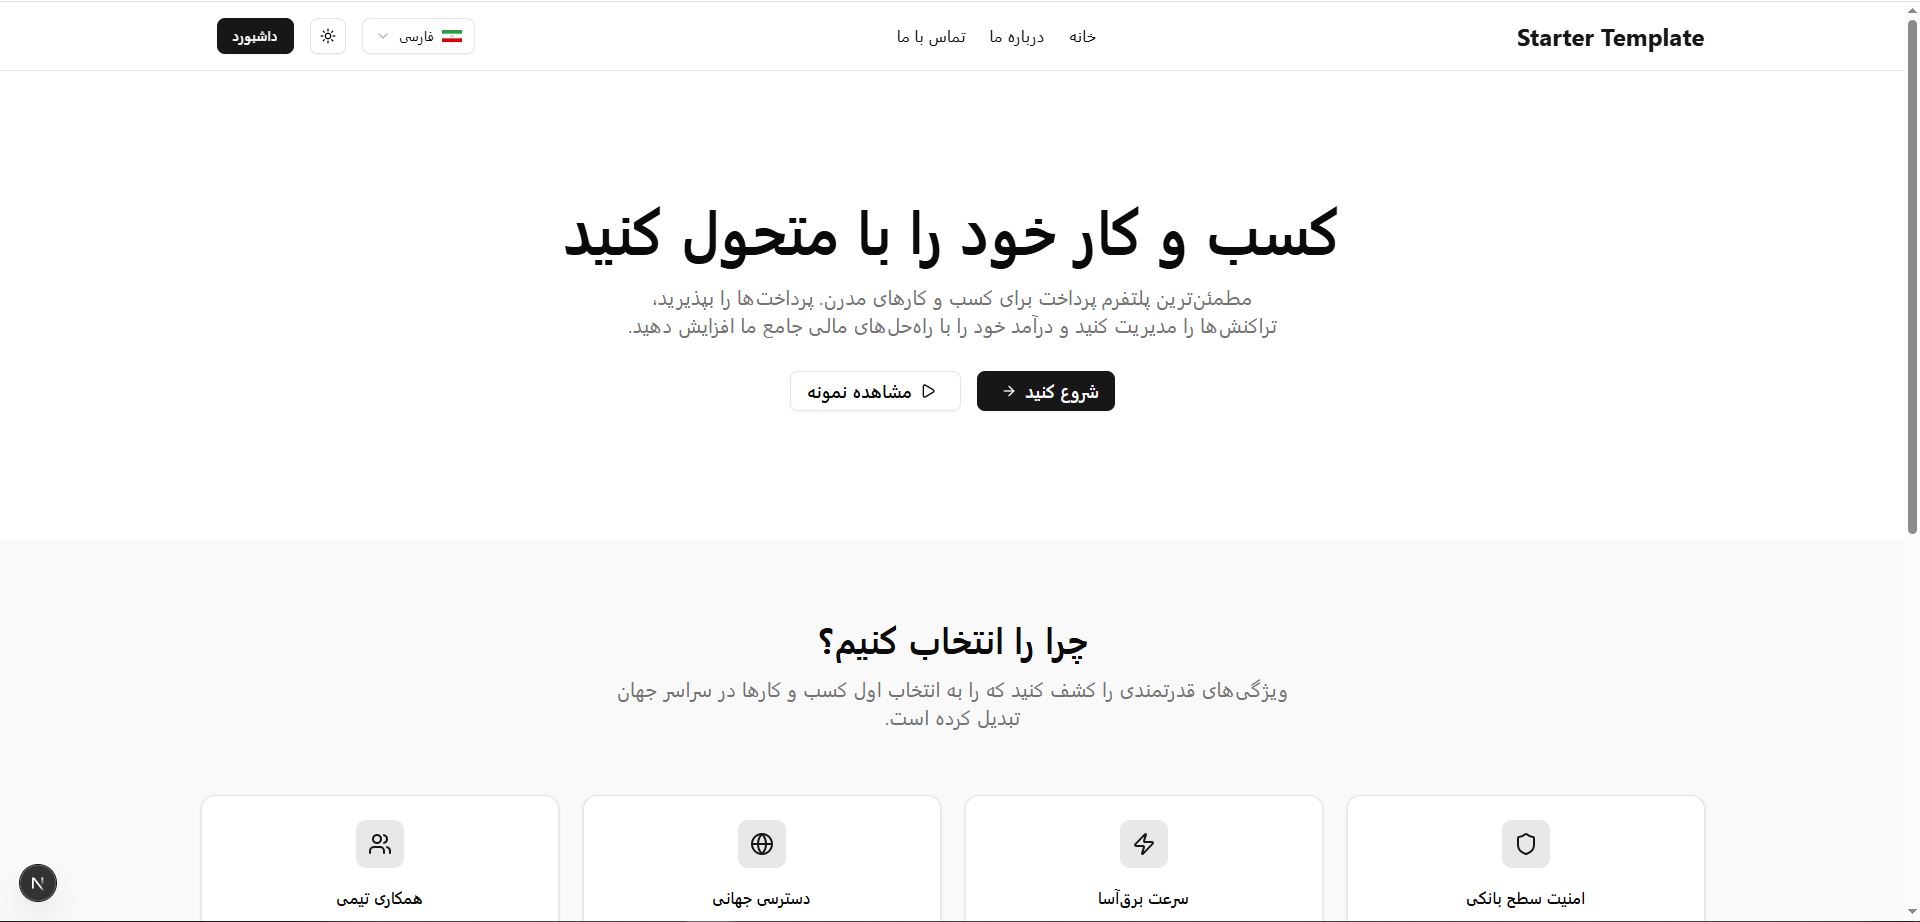 Starter Template
خانه
درباره ما
تماس با ما
فارسی
داشبورد
کسب و کار خود را با متحول کنید
مطمئن‌ترین پلتفرم پرداخت برای کسب و کارهای مدرن. پرداخت‌ها را بپذیرید،
تراکنش‌ها را مدیریت کنید و درآمد خود را با راه‌حل‌های مالی جامع ما افزایش دهید.
شروع کنید
مشاهده نمونه
چرا را انتخاب کنیم؟
ویژگی‌های قدرتمندی را کشف کنید که را به انتخاب اول کسب و کارها در سراسر جهان
تبدیل کرده است.
امنیت سطح بانکی
سرعت برق‌آسا
دسترسی جهانی
همکاری تیمی
N